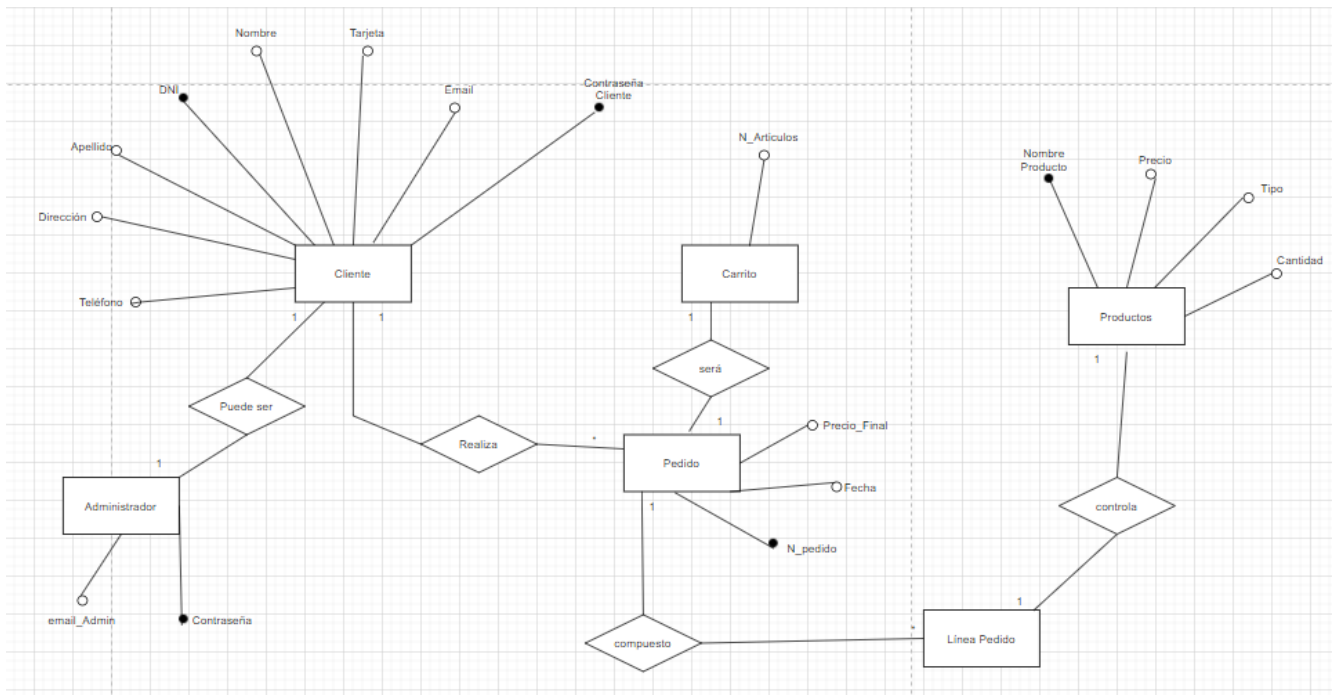 Nombre
Tarjeta
DNI
Email
Contraseña
Cliente
Apellido
Dirección
Teléfono
Cliente
1
1
N_Articulos
Carrito
1
Nombre
Producto
Precio
Tipo
Cantidad
Productos
1
será
1
Puede ser
1
Realiza
*
Pedido
1
Precio_Final
Fecha
N_pedido
Administrador
email_Admin
Contraseña
controla
1
compuesto
*
Línea Pedido